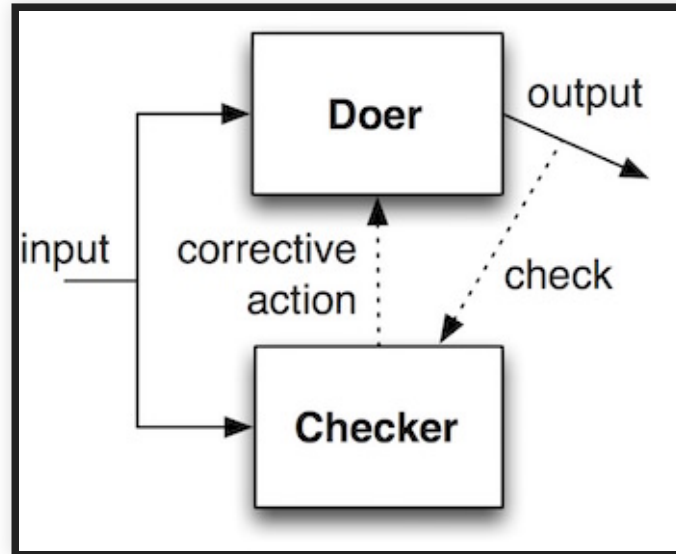 Doer
output
input
corrective
action
check
Checker